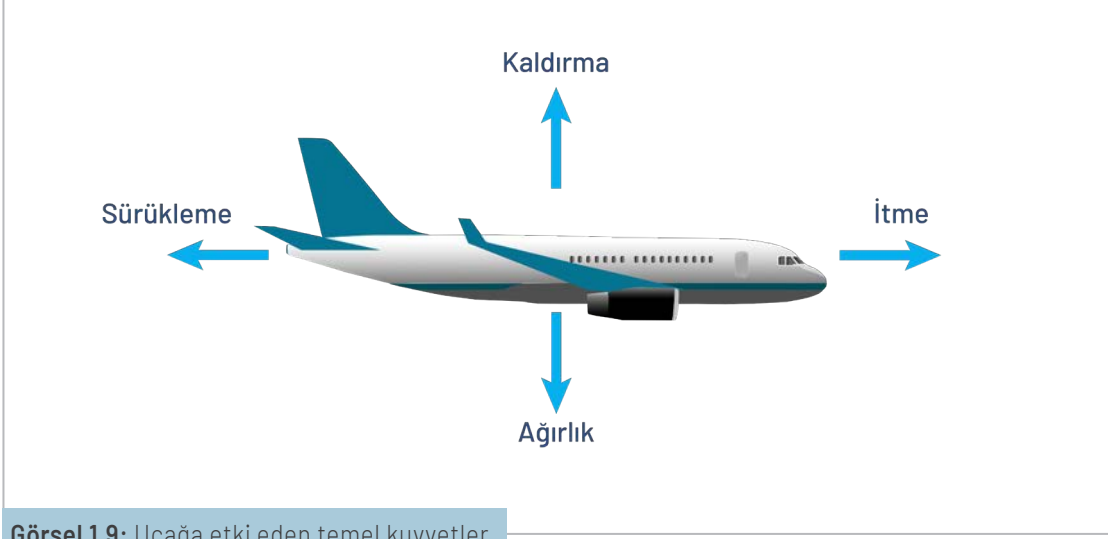 Kaldırma
Sürükleme
İtme
Ağırlık
Görsel 1.9: Uçağa etki eden temel kuvvetler